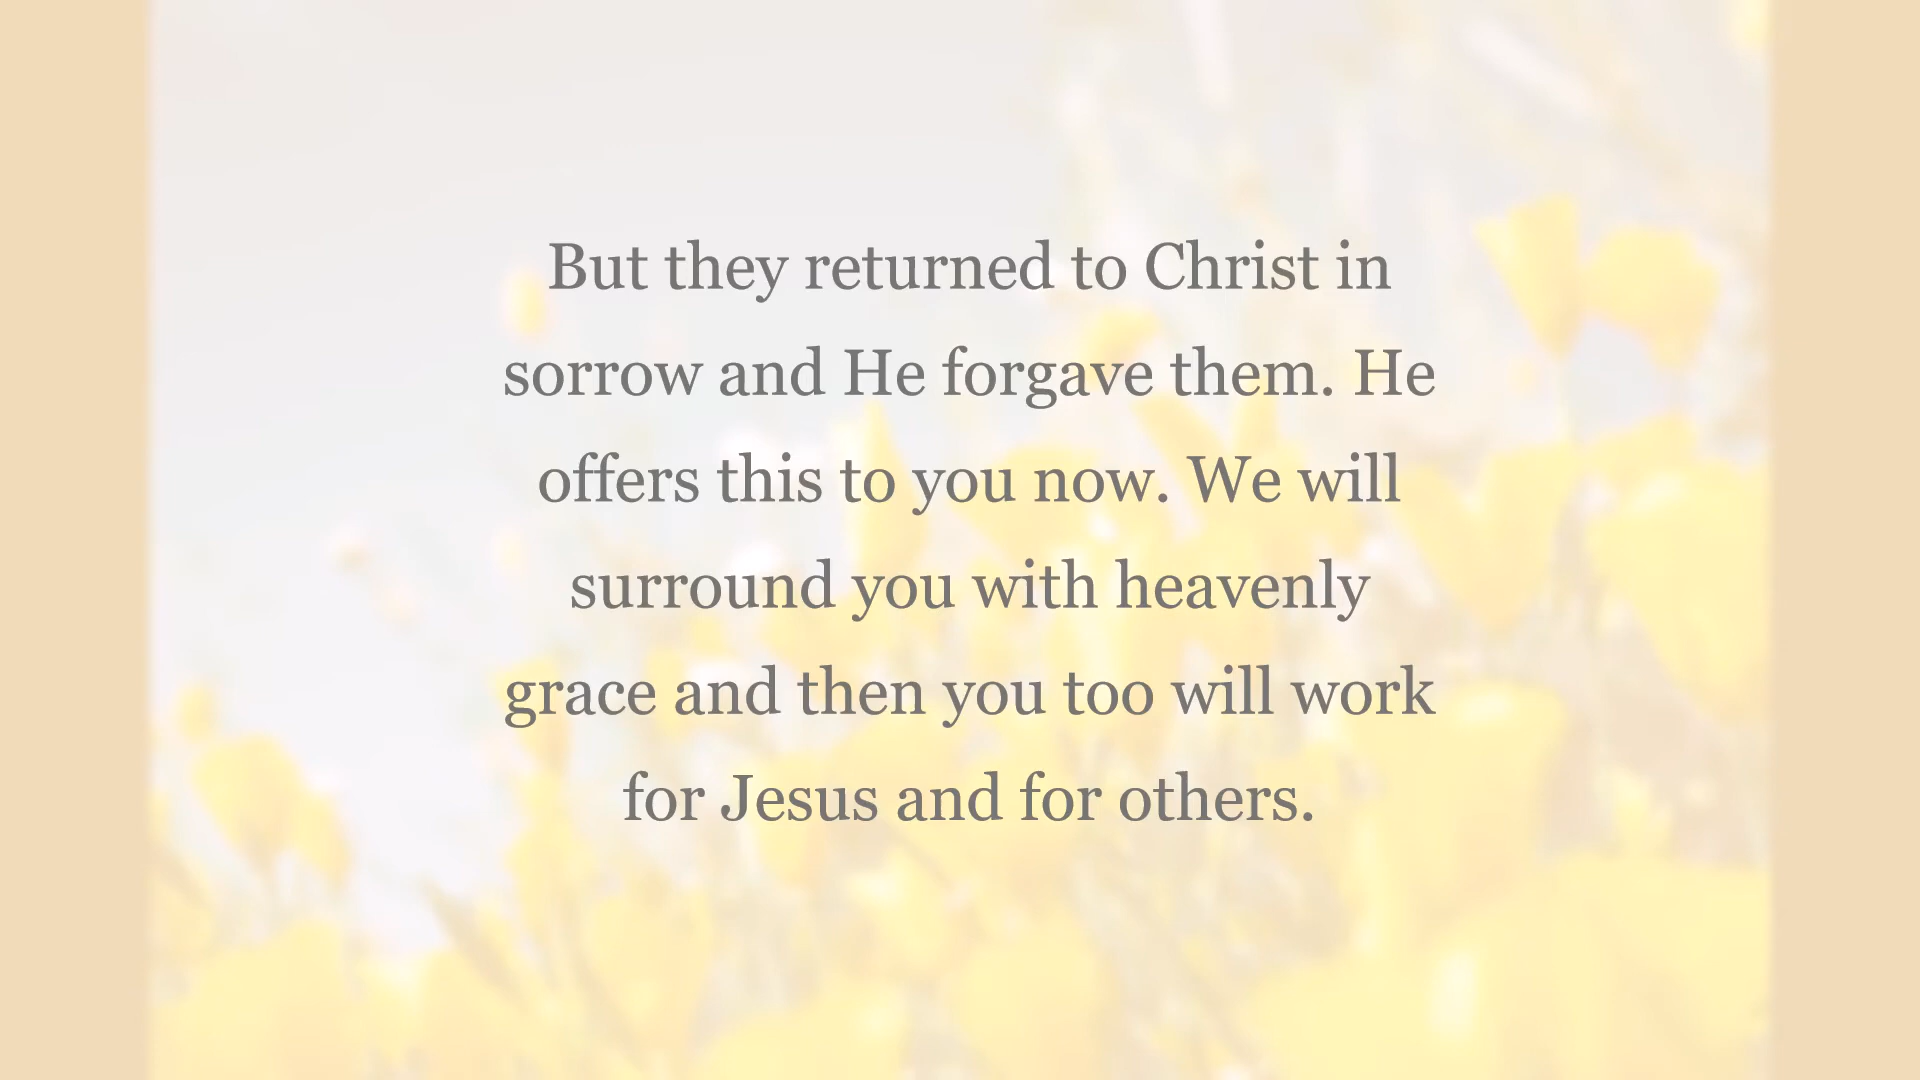 But they returned to Christ in
sorrow and He forgave them. He
offers this to you now. We will
surround you with heavenly
grace and then you too will work
for Jesus and for others.